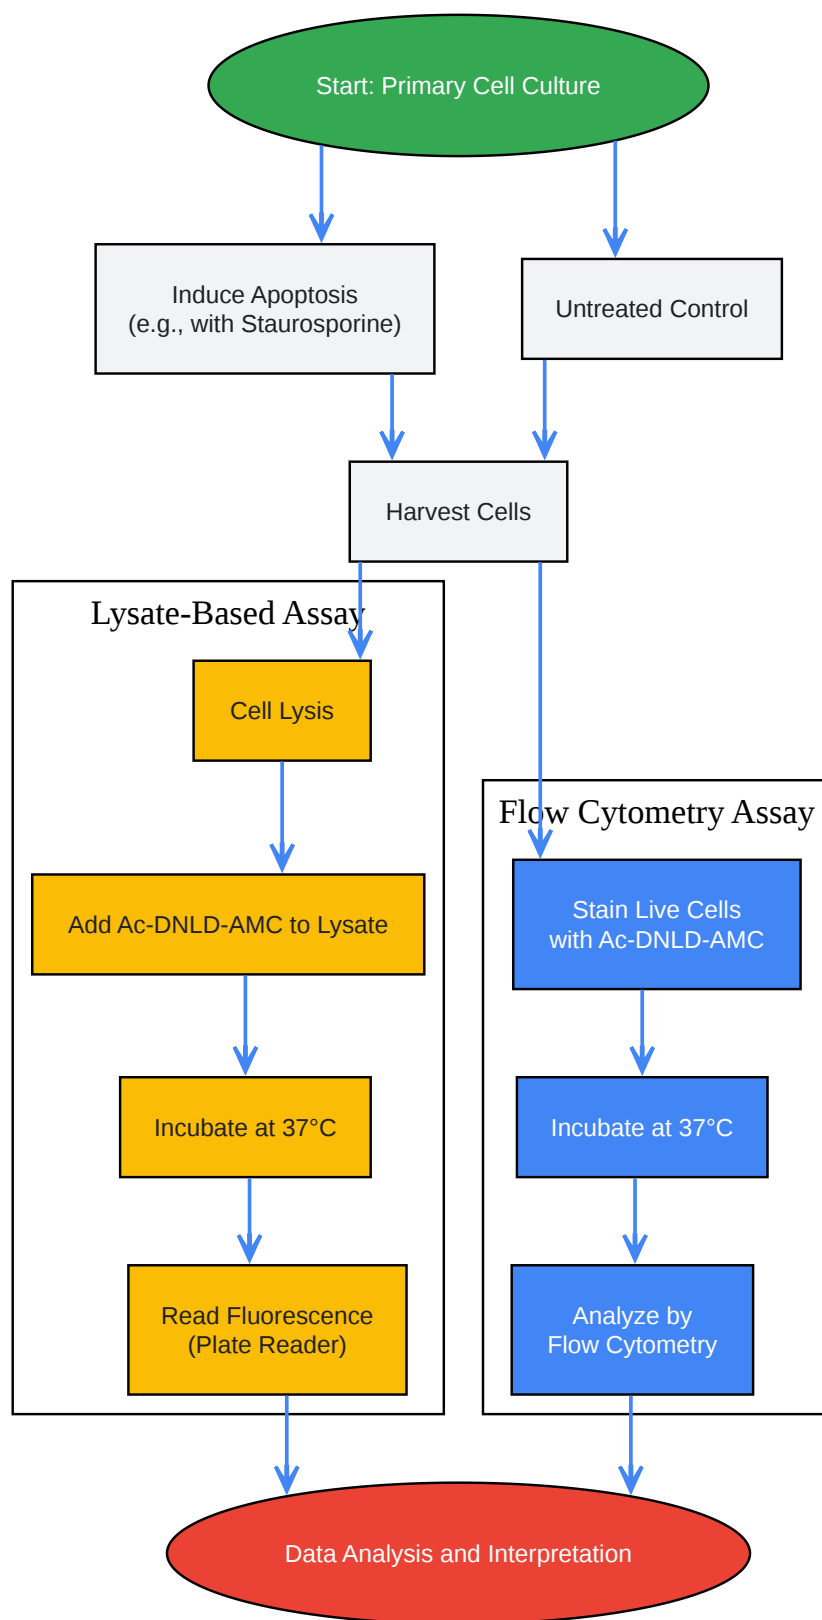 Start: Primary Cell Culture
Induce Apoptosis
(e.g., with Staurosporine)
Untreated Control
Harvest Cells
Lysate-Based Assay
Cell Lysis
Add Ac-DNLD-AMC to Lysate
Incubate at 37°C
Read Fluorescence
(Plate Reader)
Flow Cytometry Assay
Stain Live Cells
with Ac-DNLD-AMC
Incubate at 37°C
Analyze by
Flow Cytometry
Data Analysis and Interpretation